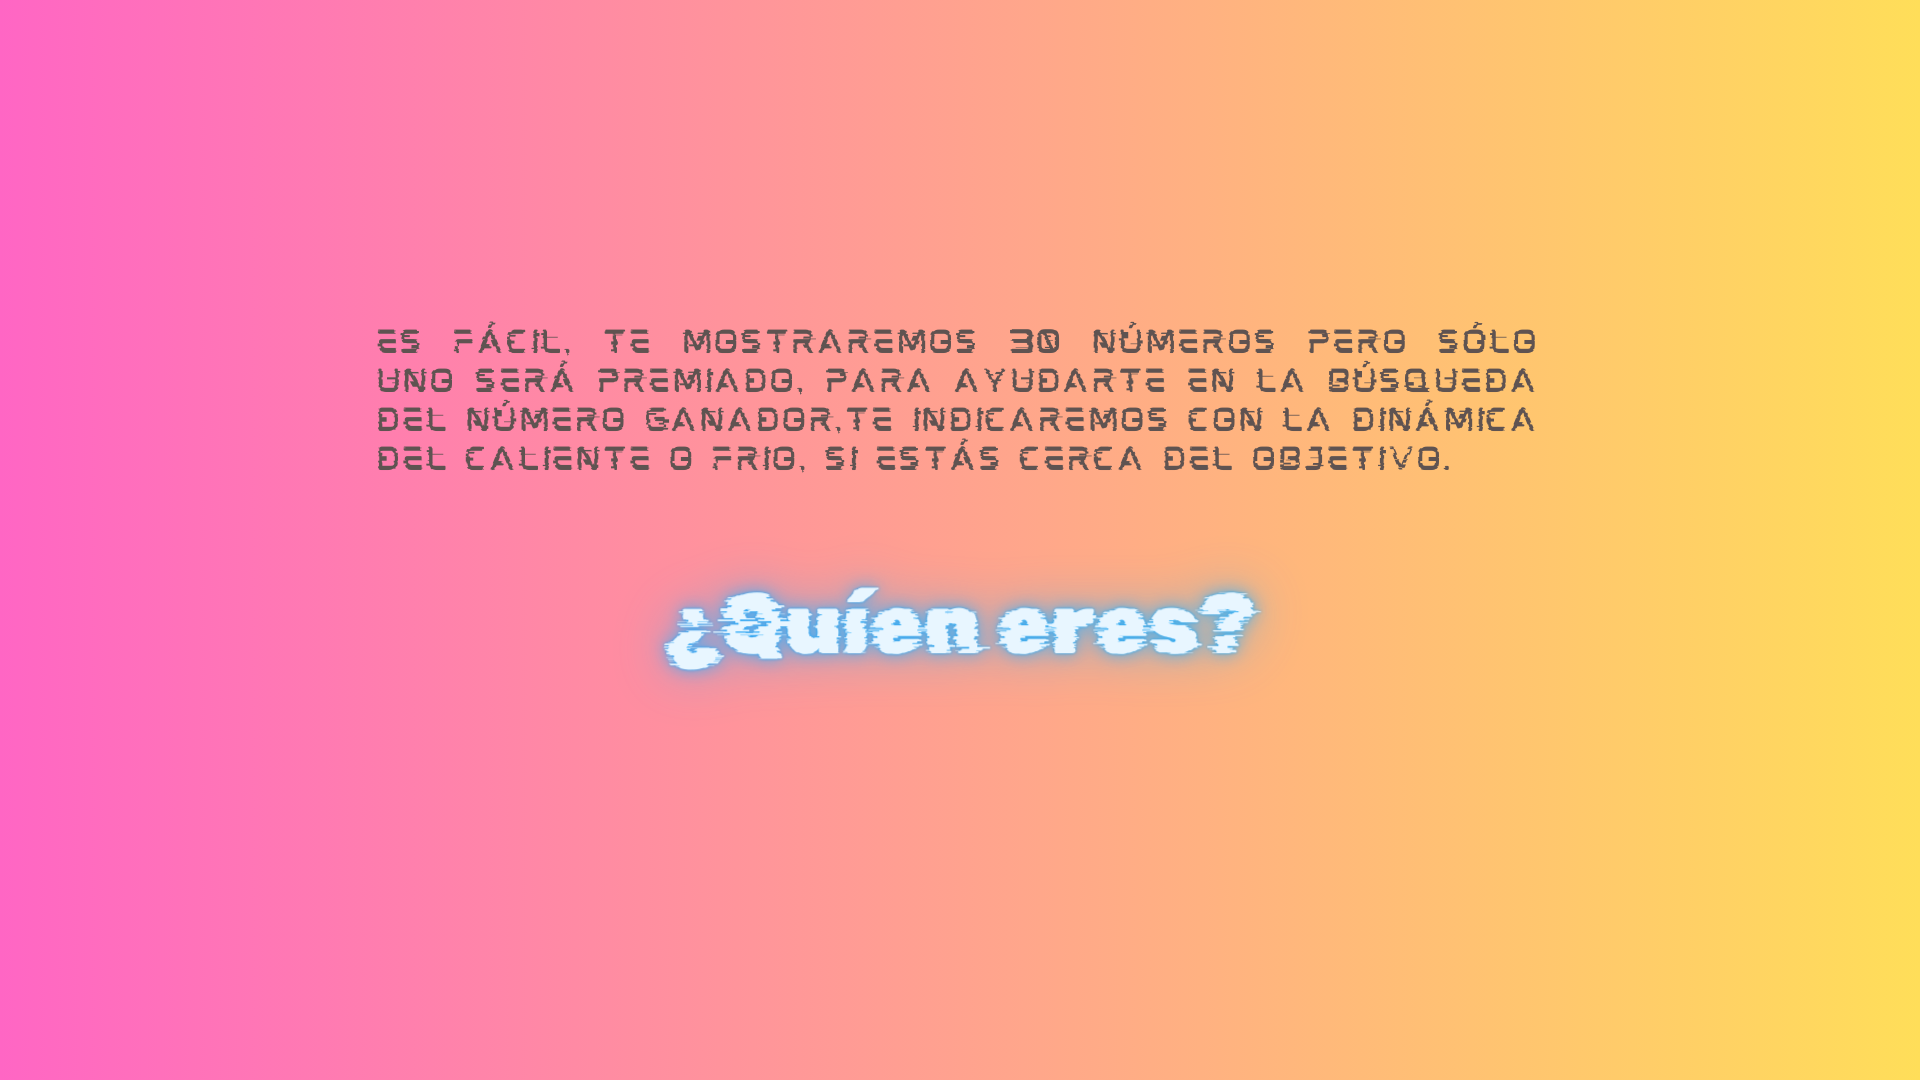 ES FÁCIL, TE MOSTRAREMOS 30 NÚMEROS PERO SÓLO
UNO SERÁ PREMIADO, PARA AYUDARTE EN LA BÚSQUEDA
DEL NÚMERO GANADOR,TE INDICAREMOS CON LA DINÁMICA
DEL CALIENTE O FRIO, SI ESTÁS CERCA DEL OBJETIVO.
¿Quíen eres?